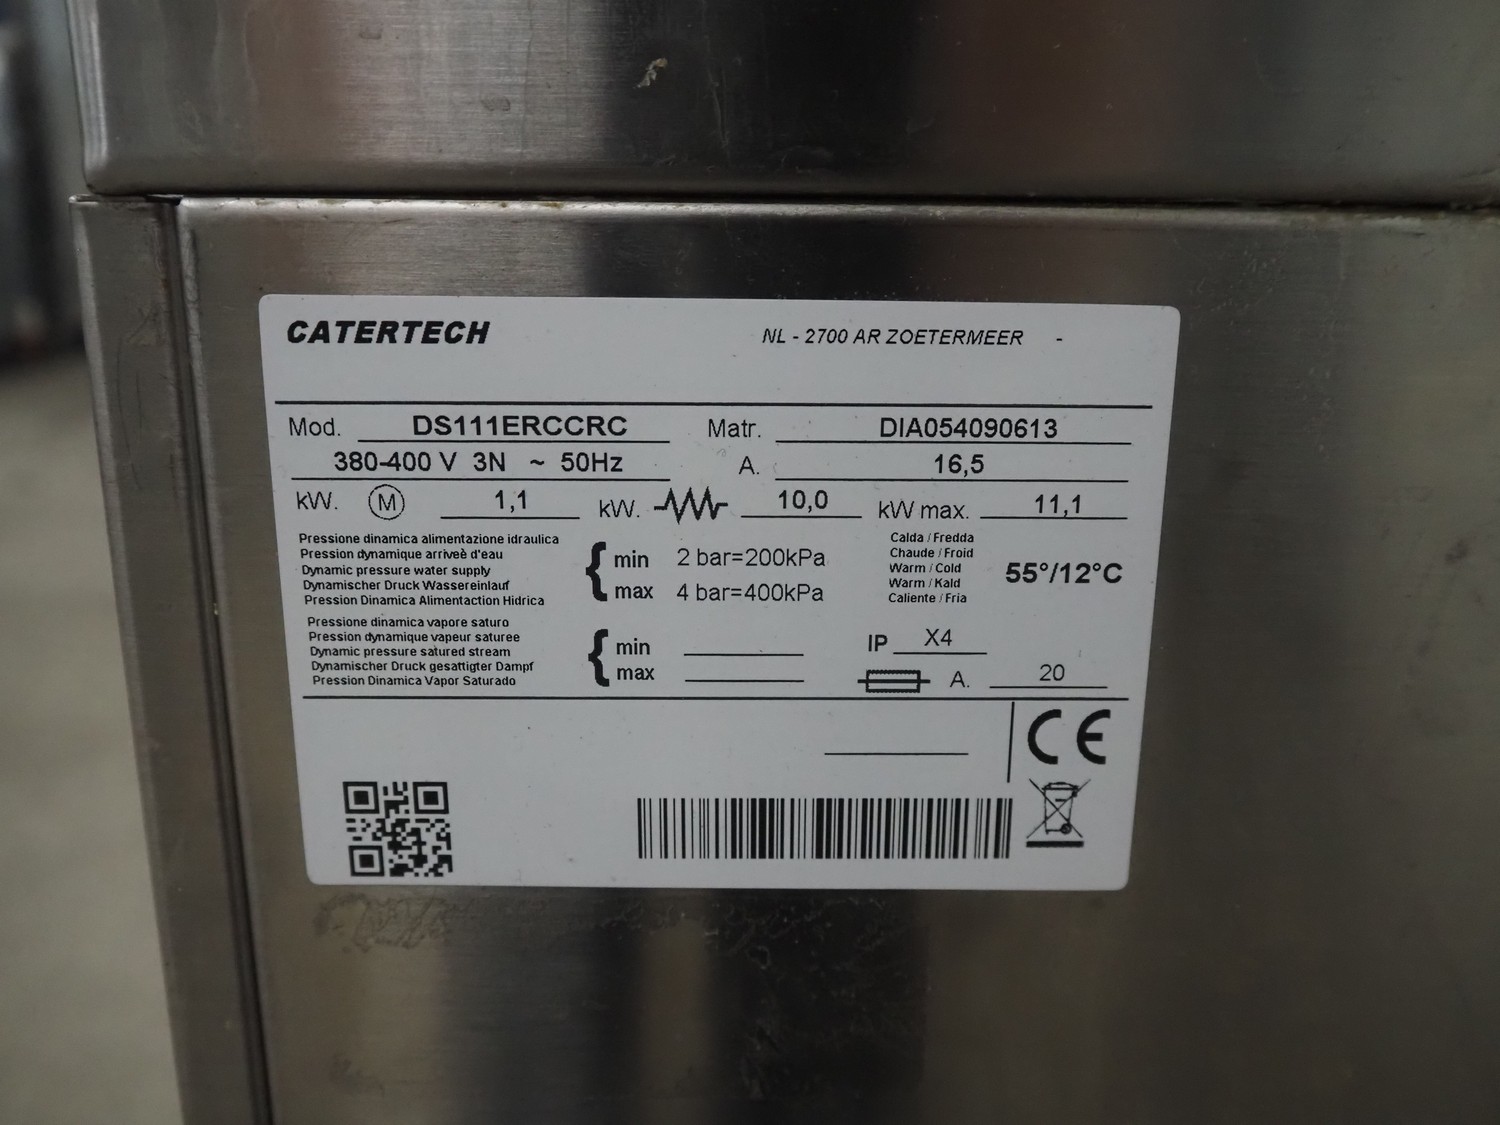 CATERTECH NL - 2700 AR ZOETERMEER -
Mod. DS111ERCCRC Matr. DIA054090613
380-400 V 3N ~ 50Hz A. 16,5
kW. M 1,1 kW. 10,0 kW max. 11,1
Pressione dinamica alimentazione idraulica
Pression dynamique arriveè d'eau
Dynamic pressure water supply
Dynamischer Druck Wassereinlauf
Pression Dinamica Alimentaction Hidrica
min 2 bar=200kPa
max 4 bar=400kPa
Calda / Fredda
Chaude / Froid
Warm / Cold
Warm / Kald
Caliente / Fria
55°/12°C
Pressione dinamica vapore saturo
Pression dynamique vapeur saturee
Dynamic pressure satured stream
Dynamischer Druck gesattigter Dampf
Pression Dinamica Vapor Saturado
min
max
IP X4
A. 20
CE